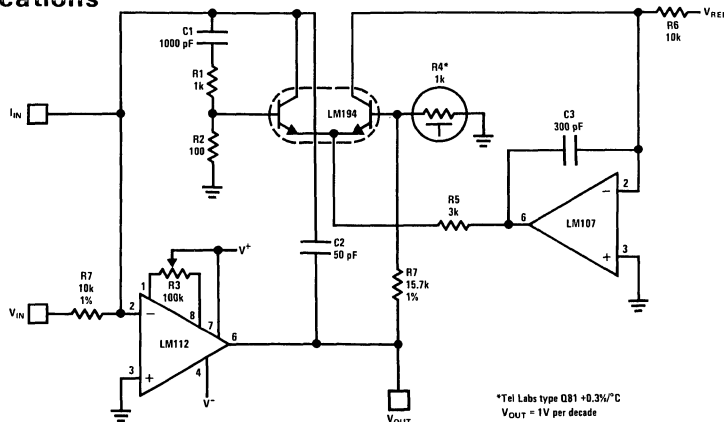 cations
C1
1000 pF
R1
1k
R2
100
I_IN
LM194
R4*
1k
R6
10k
C3
300 pF
2
6
LM107
3
R5
3k
C2
50 pF
V+
R7
10k
1%
1
R3
100k
8
7
V_IN
2
LM112
6
3
4
V-
R7
15.7k
1%
V_OUT
*Tel Labs type Q81 +0.3%/°C
V_OUT = 1V per decade